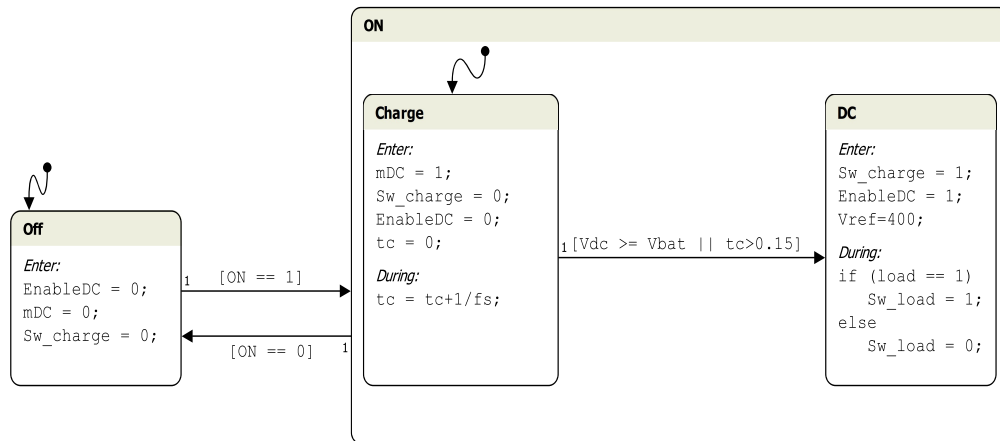 ON
Charge
Enter:
mDC = 1;
Sw_charge = 0;
EnableDC = 0;
tc = 0;
During:
tc = tc+1/fs;
DC
Enter:
Sw_charge = 1;
EnableDC = 1;
Vref=400;
During:
if (load == 1)
Sw_load = 1;
else
Sw_load = 0;
1 [Vdc >= Vbat || tc>0.15]
Off
Enter:
EnableDC = 0;
mDC = 0;
Sw_charge = 0;
1 [ON == 1]
[ON == 0] 1